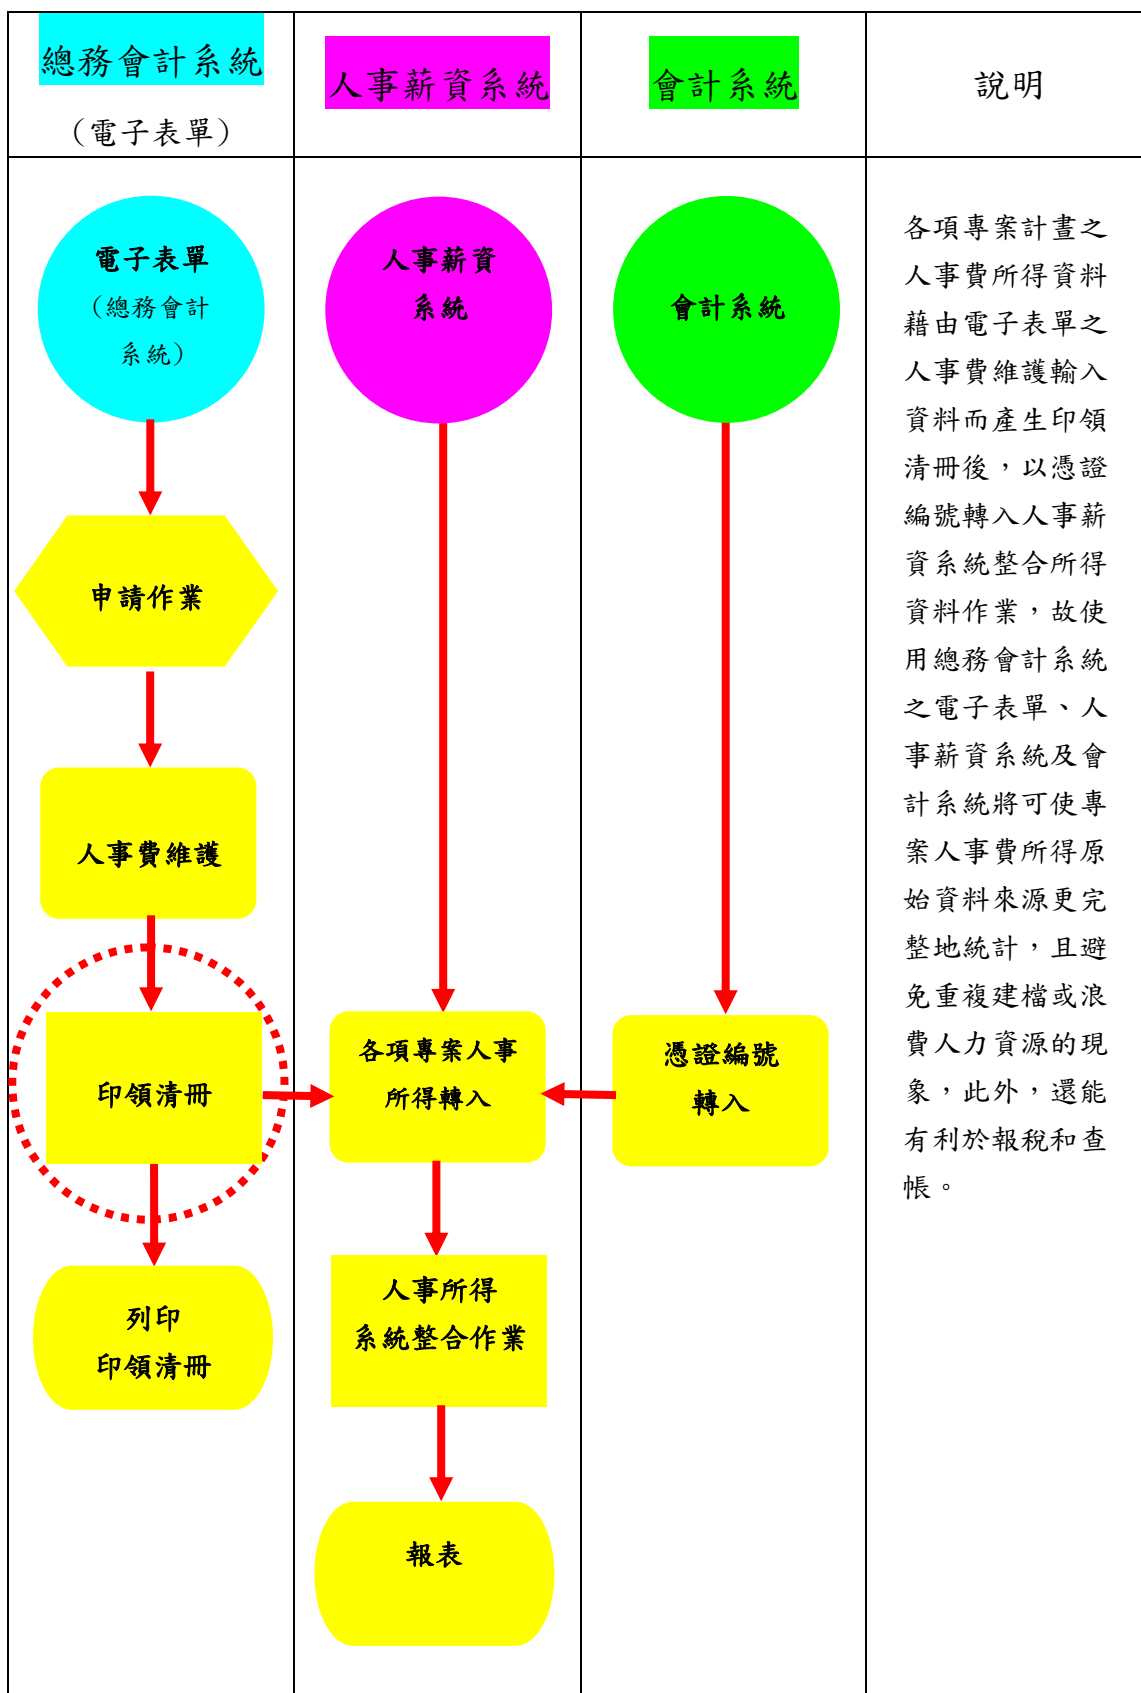 總務會計系統
（電子表單）
人事薪資系統
會計系統
說明
電子表單
（總務會計
系統）
申請作業
人事費維護
印領清冊
列印
印領清冊
人事薪資
系統
各項專案人事
所得轉入
人事所得
系統整合作業
報表
會計系統
憑證編號
轉入
各項專案計畫之
人事費所得資料
藉由電子表單之
人事費維護輸入
資料而產生印領
清冊後，以憑證
編號轉入人事薪
資系統整合所得
資料作業，故使
用總務會計系統
之電子表單、人
事薪資系統及會
計系統將可使專
案人事費所得原
始資料來源更完
整地統計，且避
免重複建檔或浪
費人力資源的現
象，此外，還能
有利於報稅和查
帳。